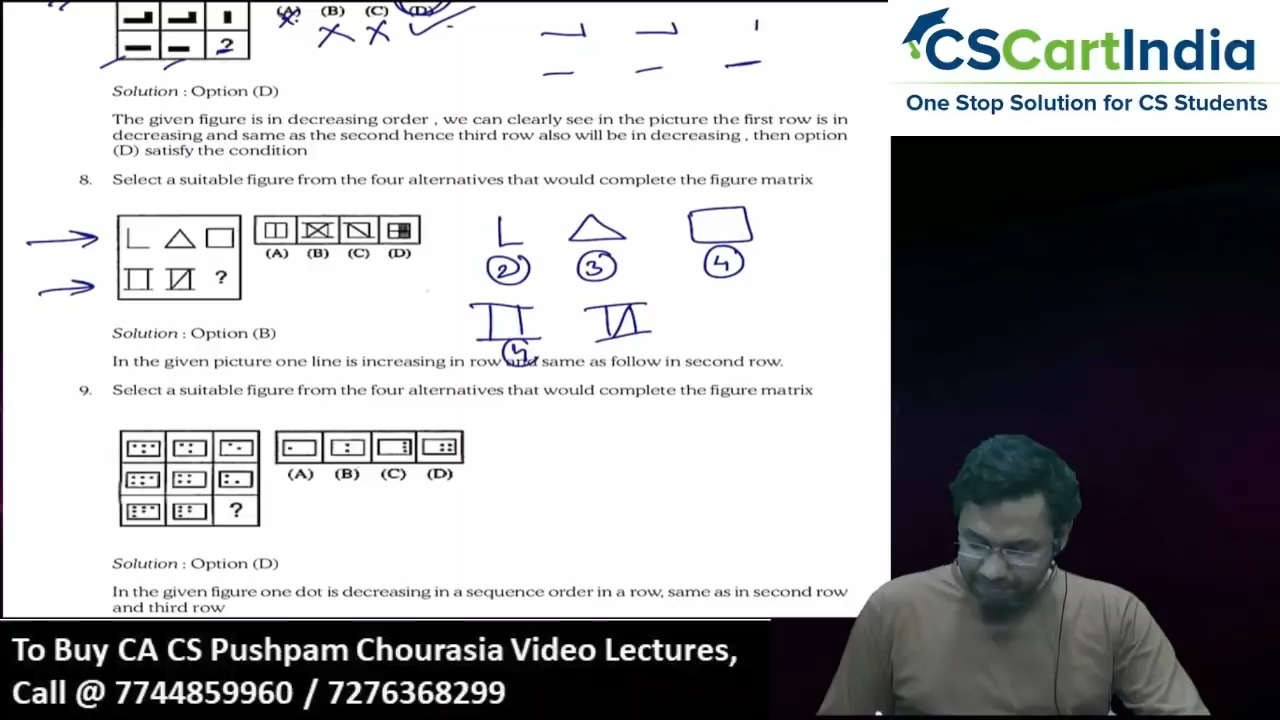 (A) (B) (C) (D)
?
Solution : Option (D)
The given figure is in decreasing order , we can clearly see in the picture the first row is in
decreasing and same as the second hence third row also will be in decreasing , then option
(D) satisfy the condition
8. Select a suitable figure from the four alternatives that would complete the figure matrix
(A) (B) (C) (D)
?
2 3 4
4
Solution : Option (B)
In the given picture one line is increasing in row and same as follow in second row.
9. Select a suitable figure from the four alternatives that would complete the figure matrix
(A) (B) (C) (D)
?
Solution : Option (D)
In the given figure one dot is decreasing in a sequence order in a row, same as in second row
and third row
CSCartIndia
One Stop Solution for CS Students
To Buy CA CS Pushpam Chourasia Video Lectures,
Call @ 7744859960 / 7276368299